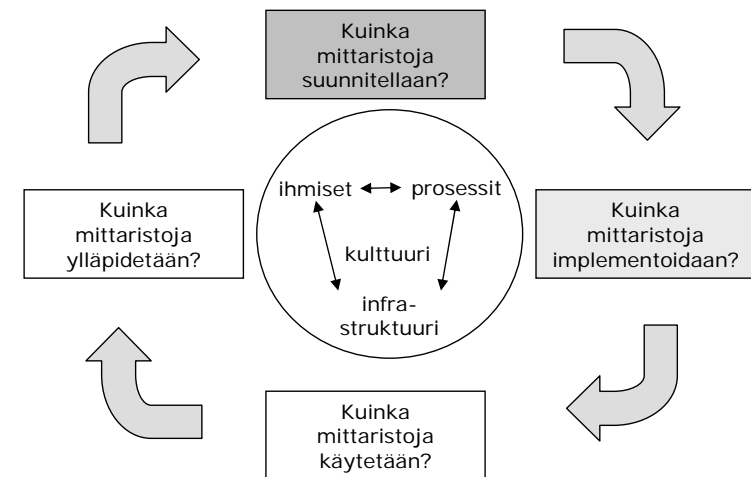 Kuinka
mittaristoja
suunnitellaan?
ihmiset
prosessit
Kuinka
mittaristoja
ylläpidetään?
kulttuuri
Kuinka
mittaristoja
implementoidaan?
infra-
struktuuri
Kuinka
mittaristoja
käytetään?